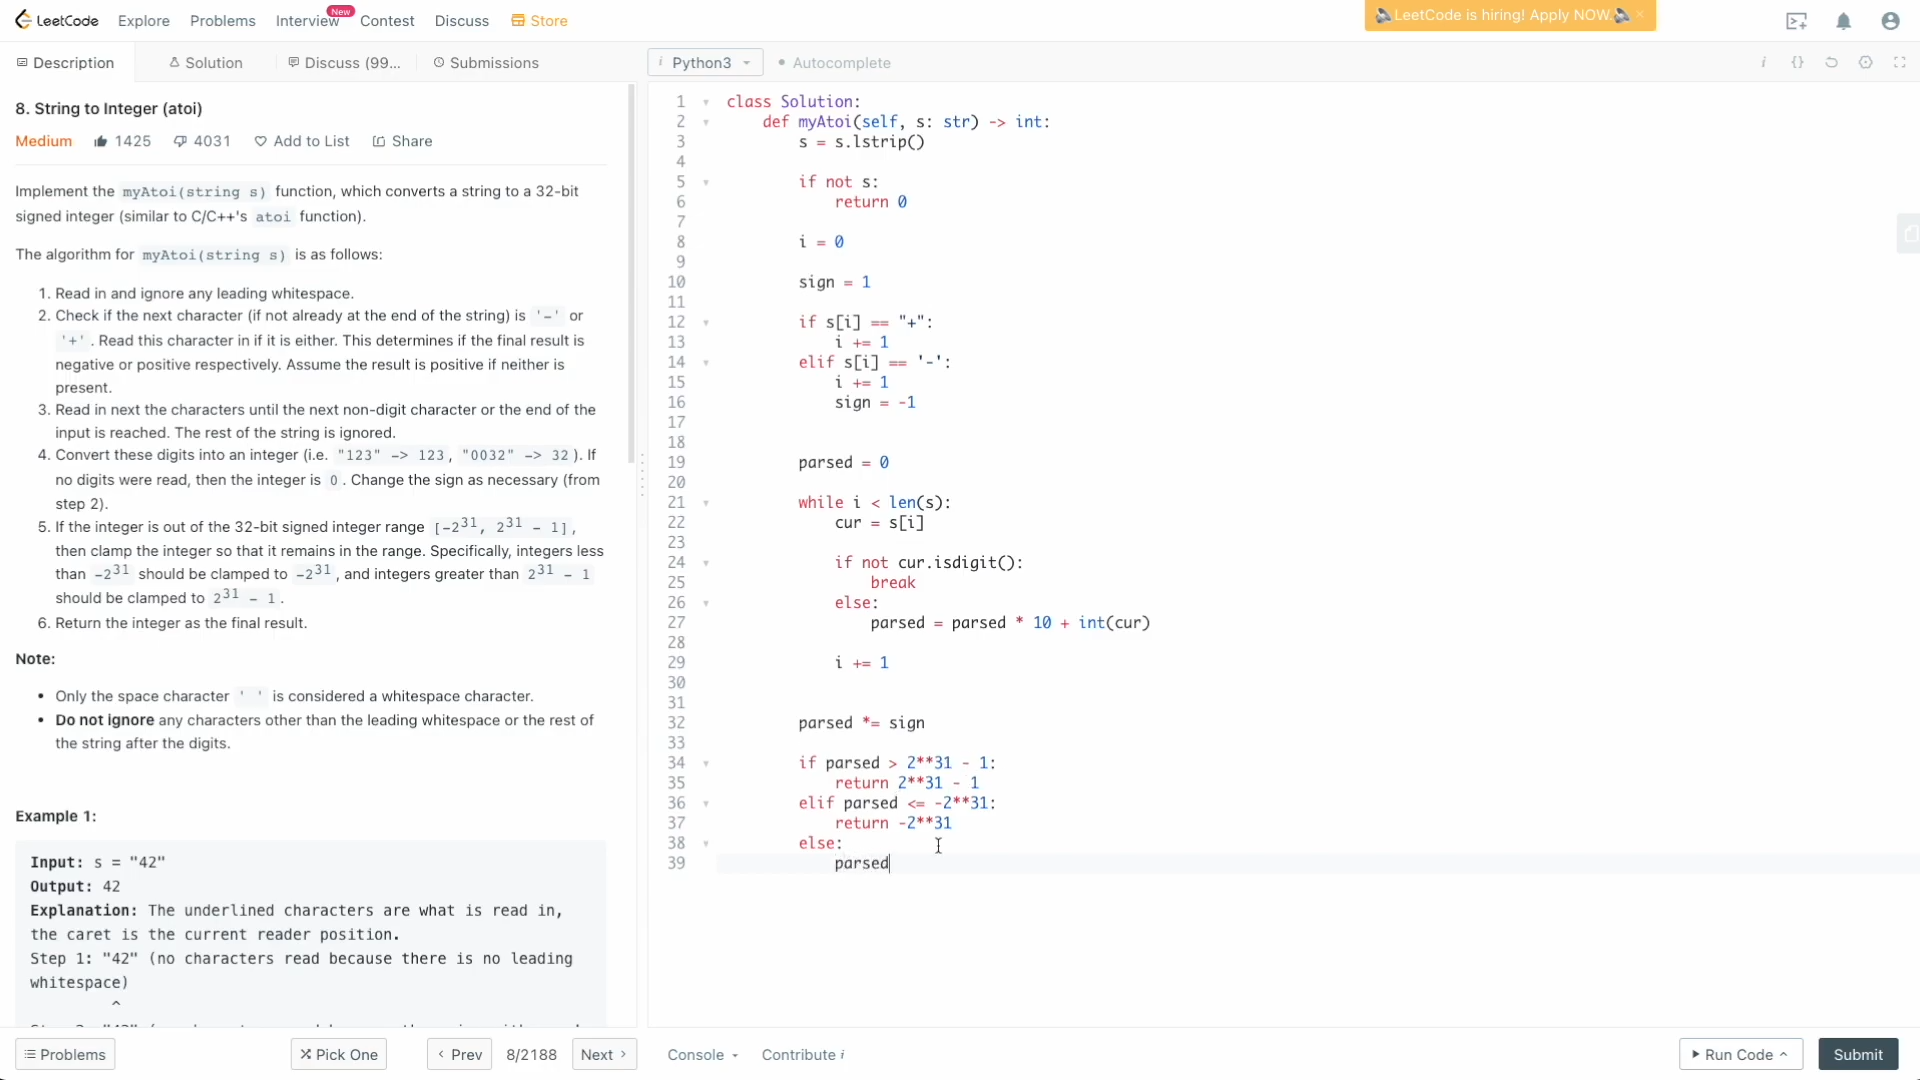 LeetCode
Explore
Problems
Interview
New
Contest
Discuss
Store
LeetCode is hiring! Apply NOW.
Description
Solution
Discuss (99...
Submissions
i Python3
• Autocomplete
8. String to Integer (atoi)
Medium
1425
4031
Add to List
Share
Implement the myAtoi(string s) function, which converts a string to a 32-bit
signed integer (similar to C/C++'s atoi function).
The algorithm for myAtoi(string s) is as follows:
1. Read in and ignore any leading whitespace.
2. Check if the next character (if not already at the end of the string) is '-' or
'+'. Read this character in if it is either. This determines if the final result is
negative or positive respectively. Assume the result is positive if neither is
present.
3. Read in next the characters until the next non-digit character or the end of the
input is reached. The rest of the string is ignored.
4. Convert these digits into an integer (i.e. "123" -> 123, "0032" -> 32). If
no digits were read, then the integer is 0. Change the sign as necessary (from
step 2).
5. If the integer is out of the 32-bit signed integer range [-2^31, 2^31 - 1],
then clamp the integer so that it remains in the range. Specifically, integers less
than -2^31 should be clamped to -2^31, and integers greater than 2^31 - 1
should be clamped to 2^31 - 1.
6. Return the integer as the final result.
Note:
• Only the space character ' ' is considered a whitespace character.
• Do not ignore any characters other than the leading whitespace or the rest of
the string after the digits.
Example 1:
Input: s = "42"
Output: 42
Explanation: The underlined characters are what is read in,
the caret is the current reader position.
Step 1: "42" (no characters read because there is no leading
whitespace)
^
1 class Solution:
2     def myAtoi(self, s: str) -> int:
3         s = s.lstrip()
4
5         if not s:
6             return 0
7
8         i = 0
9
10         sign = 1
11
12         if s[i] == "+":
13             i += 1
14         elif s[i] == '-':
15             i += 1
16             sign = -1
17
18
19         parsed = 0
20
21         while i < len(s):
22             cur = s[i]
23
24             if not cur.isdigit():
25                 break
26             else:
27                 parsed = parsed * 10 + int(cur)
28
29             i += 1
30
31
32         parsed *= sign
33
34         if parsed > 2**31 - 1:
35             return 2**31 - 1
36         elif parsed <= -2**31:
37             return -2**31
38         else:
39             parsed
Problems
Pick One
Prev
8/2188
Next
Console
Contribute i
Run Code
Submit